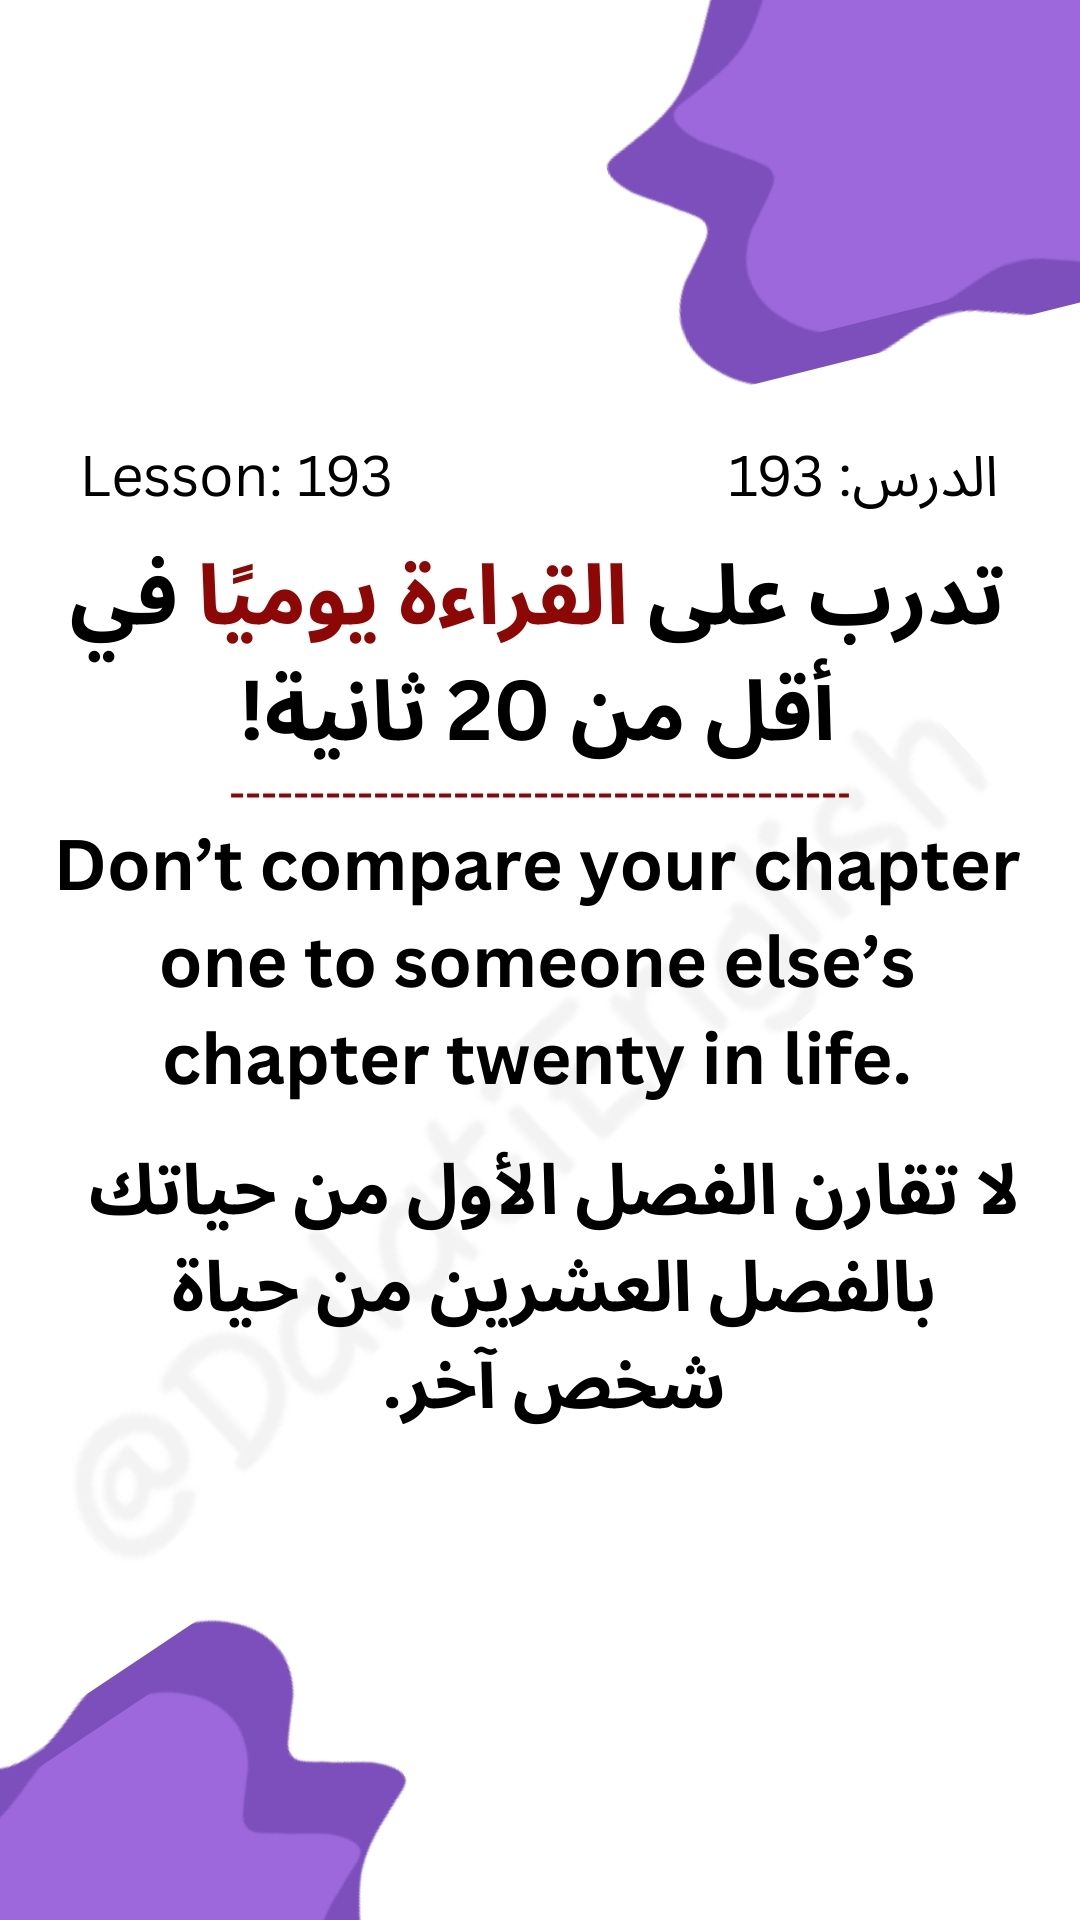 Lesson: 193
الدرس: 193
تدرب على القراءة يوميًا في
أقل من 20 ثانية!
---------------------------------------
Don’t compare your chapter
one to someone else’s
chapter twenty in life.
لا تقارن الفصل الأول من حياتك
بالفصل العشرين من حياة
شخص آخر.
@DalatiEnglish